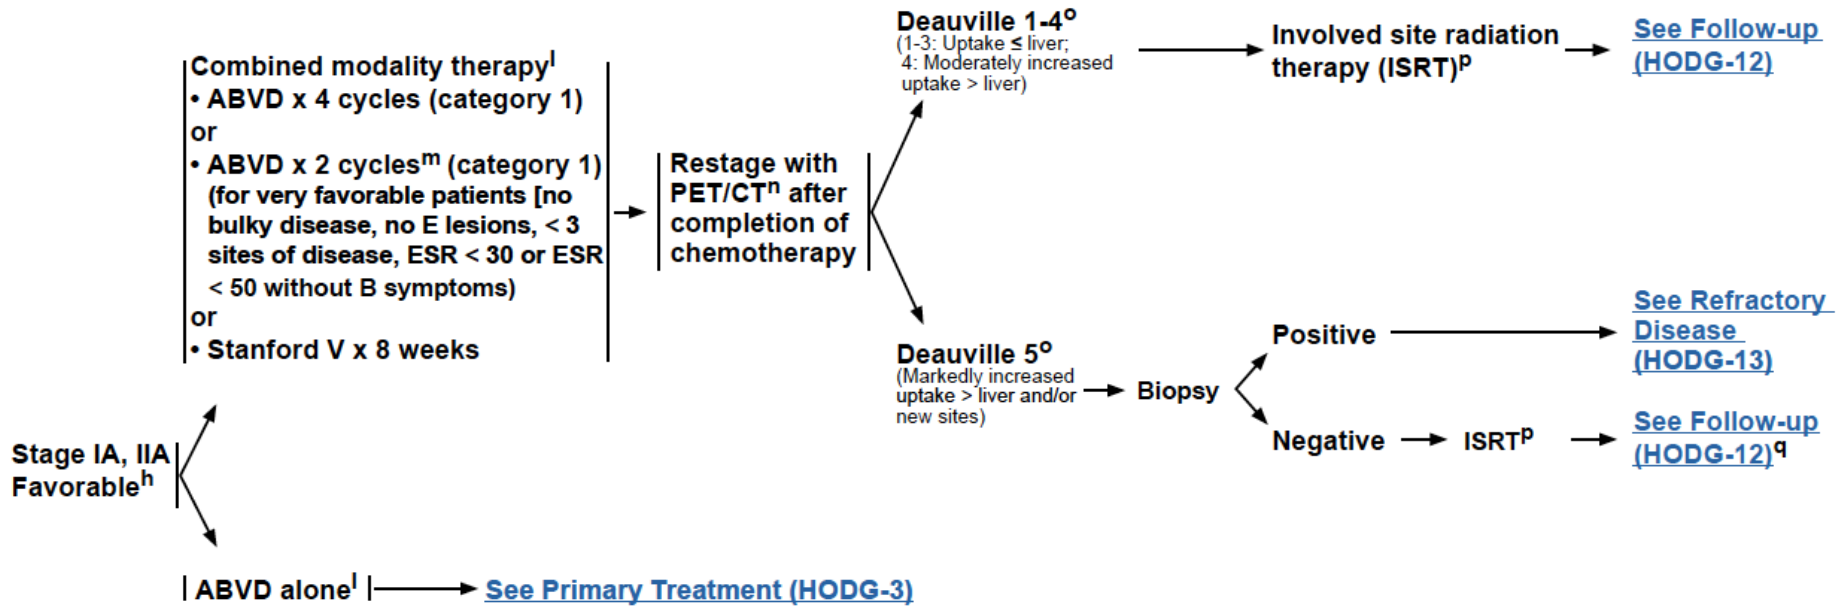 Stage IA, IIA
Favorableʰ
Combined modality therapyˡ
• ABVD x 4 cycles (category 1)
or
• ABVD x 2 cyclesᵐ (category 1)
(for very favorable patients [no
bulky disease, no E lesions, < 3
sites of disease, ESR < 30 or ESR
< 50 without B symptoms)
or
• Stanford V x 8 weeks
Restage with
PET/CTⁿ after
completion of
chemotherapy
Deauville 1-4ᵒ
(1-3: Uptake ≤ liver;
4: Moderately increased
uptake > liver)
Involved site radiation
therapy (ISRT)ᵖ
See Follow-up
(HODG-12)
Deauville 5ᵒ
(Markedly increased
uptake > liver and/or
new sites)
Biopsy
Positive
See Refractory
Disease
(HODG-13)
Negative
ISRTᵖ
See Follow-up
(HODG-12)q
ABVD aloneˡ
See Primary Treatment (HODG-3)